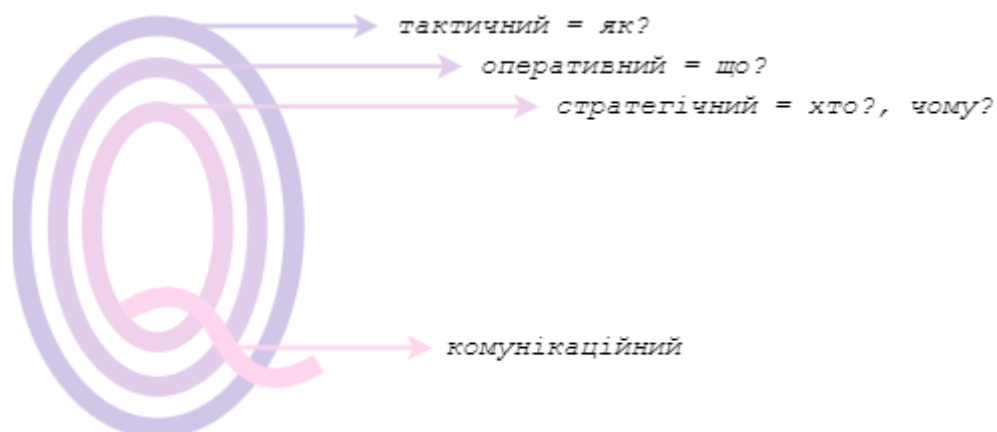 тактичний = як?
оперативний = що?
стратегічний = хто?, чому?
комунікаційний